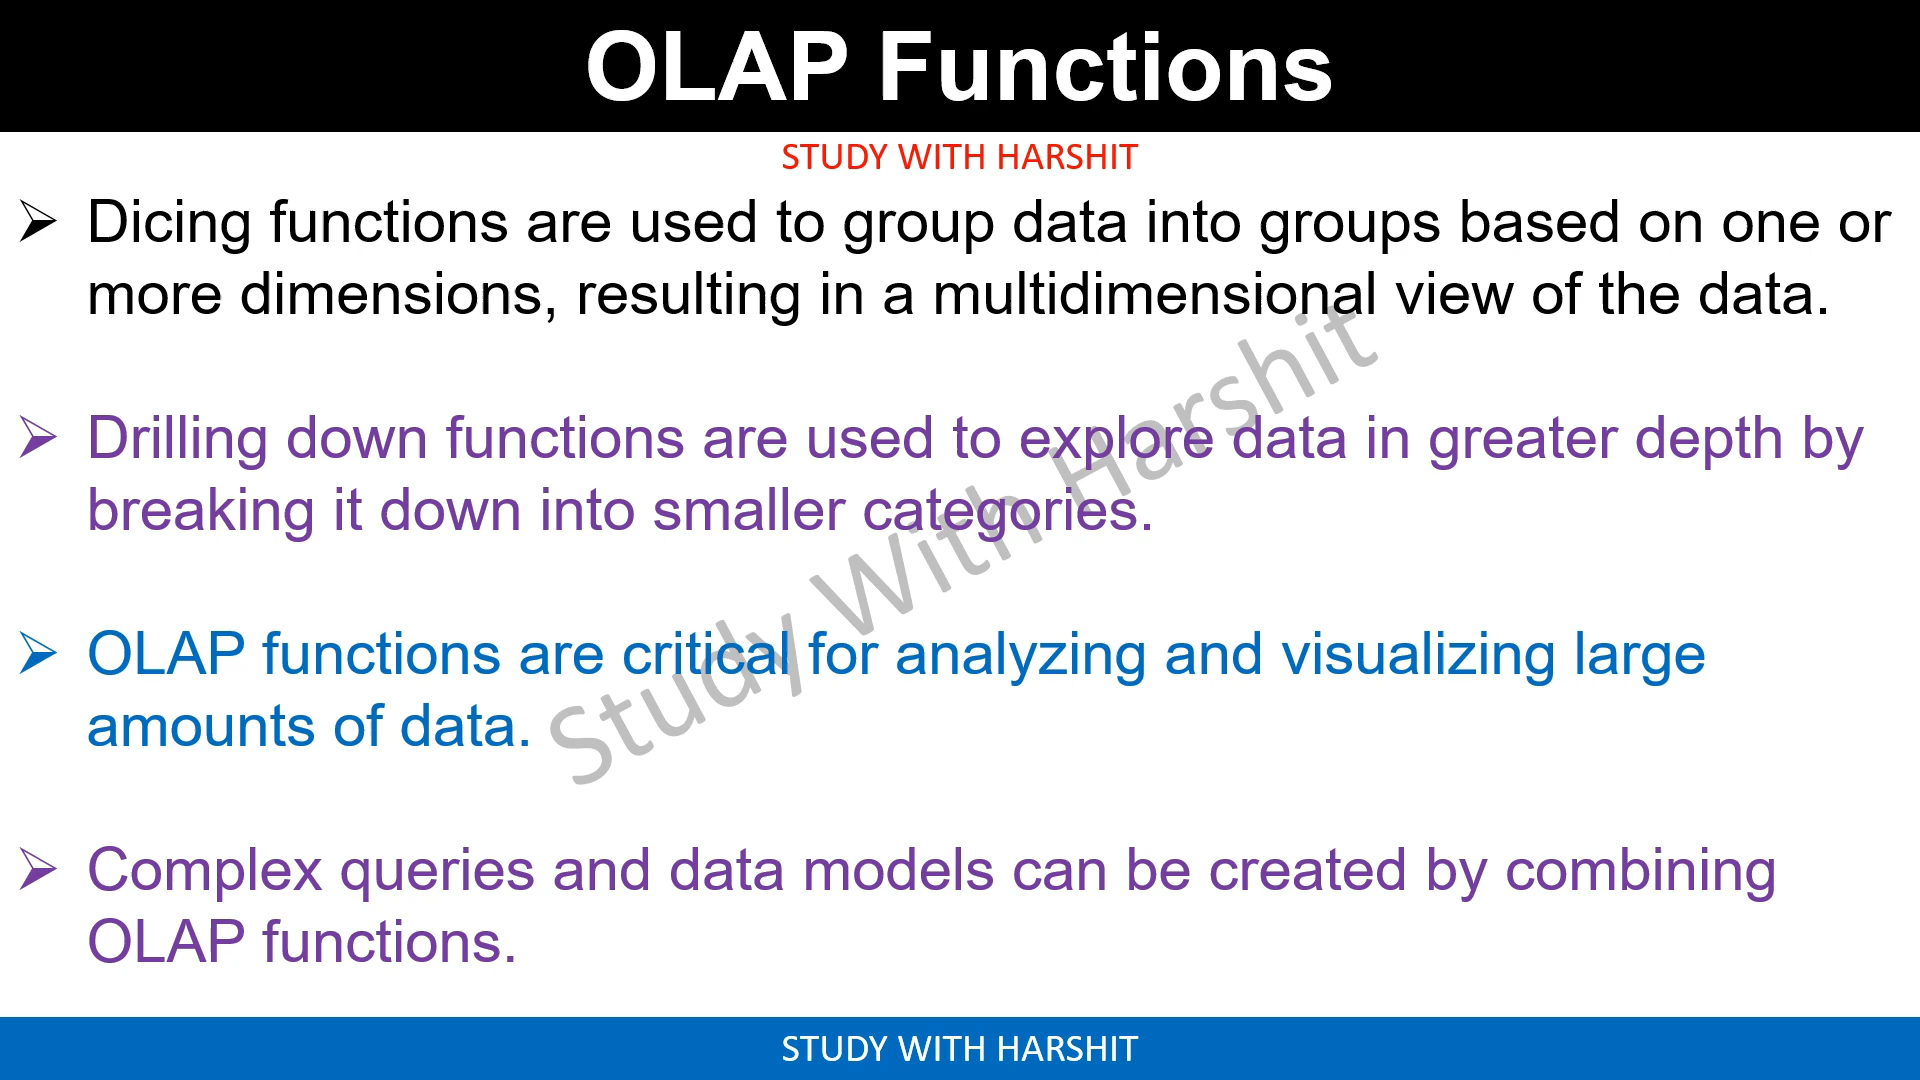 OLAP Functions
STUDY WITH HARSHIT
Dicing functions are used to group data into groups based on one or
more dimensions, resulting in a multidimensional view of the data.
Drilling down functions are used to explore data in greater depth by
breaking it down into smaller categories.
OLAP functions are critical for analyzing and visualizing large
amounts of data.
Complex queries and data models can be created by combining
OLAP functions.
Study With Harshit
STUDY WITH HARSHIT